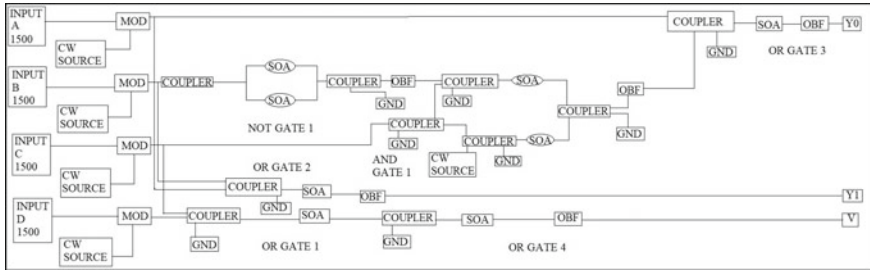 INPUT
A
1500
MOD
CW
SOURCE
COUPLER
GND
SOA
OBF
Y0
OR GATE 3
INPUT
B
1500
MOD
CW
SOURCE
COUPLER
SOA
SOA
NOT GATE 1
COUPLER
OBF
GND
COUPLER
GND
SOA
COUPLER
GND
AND
GATE 1
CW
SOURCE
COUPLER
GND
SOA
COUPLER
OBF
GND
INPUT
C
1500
MOD
CW
SOURCE
OR GATE 2
COUPLER
GND
SOA
OBF
Y1
INPUT
D
1500
MOD
CW
SOURCE
COUPLER
GND
SOA
OR GATE 1
COUPLER
GND
SOA
OBF
V
OR GATE 4